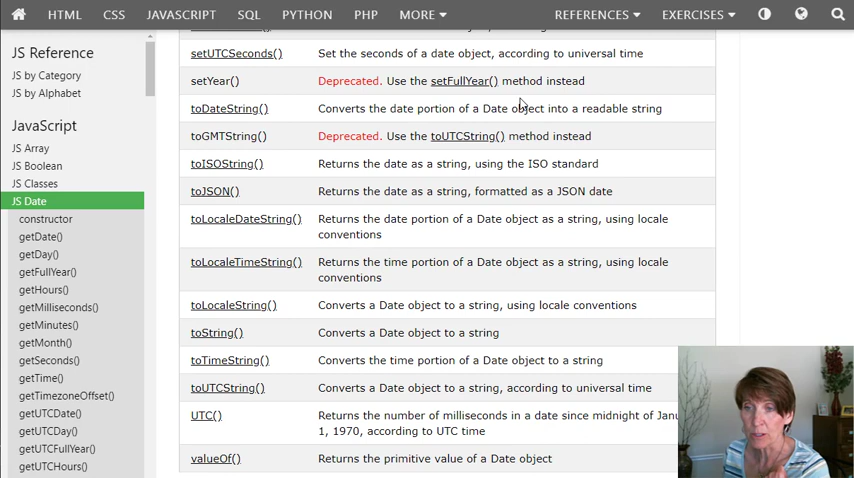 HTML CSS JAVASCRIPT SQL PYTHON PHP MORE REFERENCES EXERCISES
JS Reference
JS by Category
JS by Alphabet
JavaScript
JS Array
JS Boolean
JS Classes
JS Date
constructor
getDate()
getDay()
getFullYear()
getHours()
getMilliseconds()
getMinutes()
getMonth()
getSeconds()
getTime()
getTimezoneOffset()
getUTCDate()
getUTCDay()
getUTCFullYear()
getUTCHours()
setUTCSeconds() Set the seconds of a date object, according to universal time
setYear() Deprecated. Use the setFullYear() method instead
toDateString() Converts the date portion of a Date object into a readable string
toGMTString() Deprecated. Use the toUTCString() method instead
toISOString() Returns the date as a string, using the ISO standard
toJSON() Returns the date as a string, formatted as a JSON date
toLocaleDateString() Returns the date portion of a Date object as a string, using locale
conventions
toLocaleTimeString() Returns the time portion of a Date object as a string, using locale
conventions
toLocaleString() Converts a Date object to a string, using locale conventions
toString() Converts a Date object to a string
toTimeString() Converts the time portion of a Date object to a string
toUTCString() Converts a Date object to a string, according to universal time
UTC() Returns the number of milliseconds in a date since midnight of
1, 1970, according to UTC time
valueOf() Returns the primitive value of a Date object